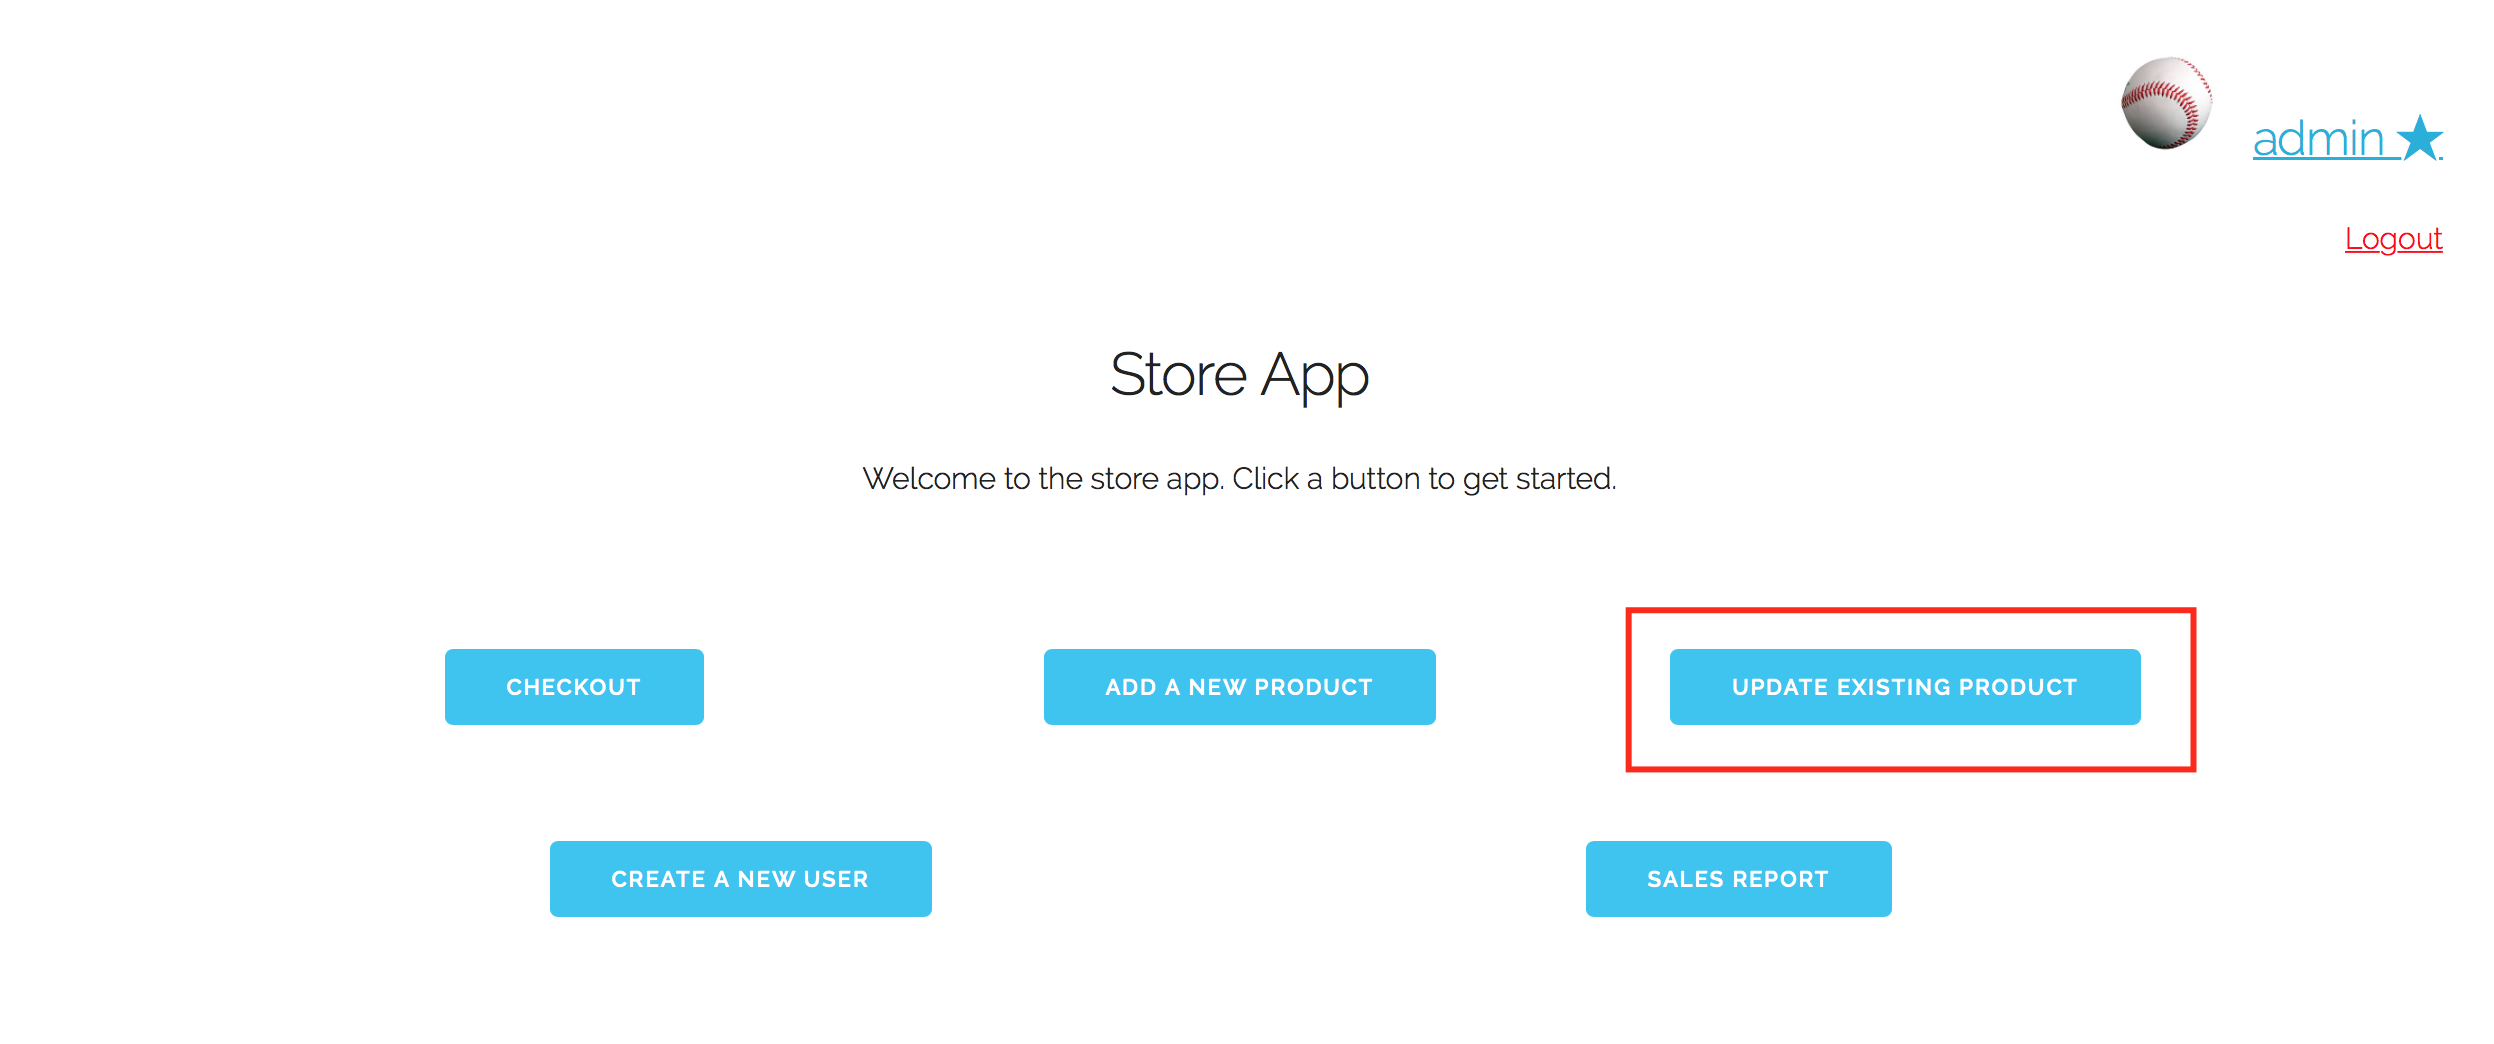 admin ★
Logout
Store App
Welcome to the store app. Click a button to get started.
CHECKOUT
ADD A NEW PRODUCT
UPDATE EXISTING PRODUCT
CREATE A NEW USER
SALES REPORT